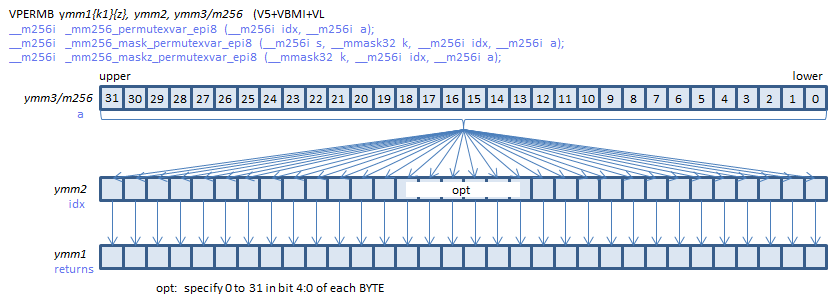 VPERMB ymm1{k1}{z}, ymm2, ymm3/m256 (V5+VBMI+VL
__m256i _mm256_permutexvar_epi8 (__m256i idx, __m256i a);
__m256i _mm256_mask_permutexvar_epi8 (__m256i s, __mmask32 k, __m256i idx, __m256i a);
__m256i _mm256_maskz_permutexvar_epi8 (__mmask32 k, __m256i idx, __m256i a);
upper lower
ymm3/m256 31 30 29 28 27 26 25 24 23 22 21 20 19 18 17 16 15 14 13 12 11 10 9 8 7 6 5 4 3 2 1 0
a
ymm2 opt
idx
ymm1
returns
opt: specify 0 to 31 in bit 4:0 of each BYTE